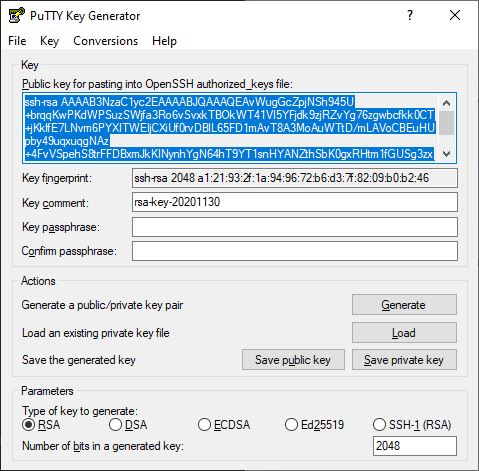 PuTTY Key Generator
File Key Conversions Help
Key
Public key for pasting into OpenSSH authorized_keys file:
ssh-rsa AAAAB3NzaC1yc2EAAAABJQAAAQEAvWugGcZpjNSh945U
+brqqKwPKdWPSuzSWjfa3Ro6vSvxkTBOkWT41Vl5YFjdk9zjRZvYg76zgwbcfkk0CT
+jKklfE7LNvm6PYXITWEljCXiUf0rvDBlL65FD1mAvT8A3MoAuWTtD/mLAVoCBEuHU
pby49uqxuqgNAz
+4FvVSpehS8trFFDBxmJkKINynhYgN64hT9YT1snHYANZthSbK0gxRHtm1fGUSg3zx
Key fingerprint: ssh-rsa 2048 a1:21:93:2f:1a:94:96:72:b6:d3:7f:82:09:b0:b2:46
Key comment: rsa-key-20201130
Key passphrase:
Confirm passphrase:
Actions
Generate a public/private key pair Generate
Load an existing private key file Load
Save the generated key Save public key Save private key
Parameters
Type of key to generate:
RSA DSA ECDSA Ed25519 SSH-1 (RSA)
Number of bits in a generated key: 2048